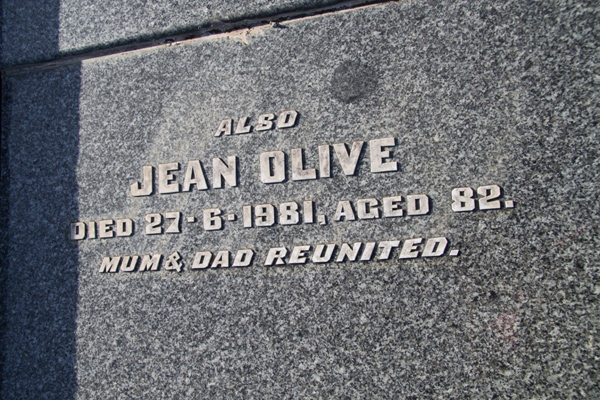 ALSO
JEAN OLIVE
DIED 27-6-1981, AGED 82.
MUM & DAD REUNITED.